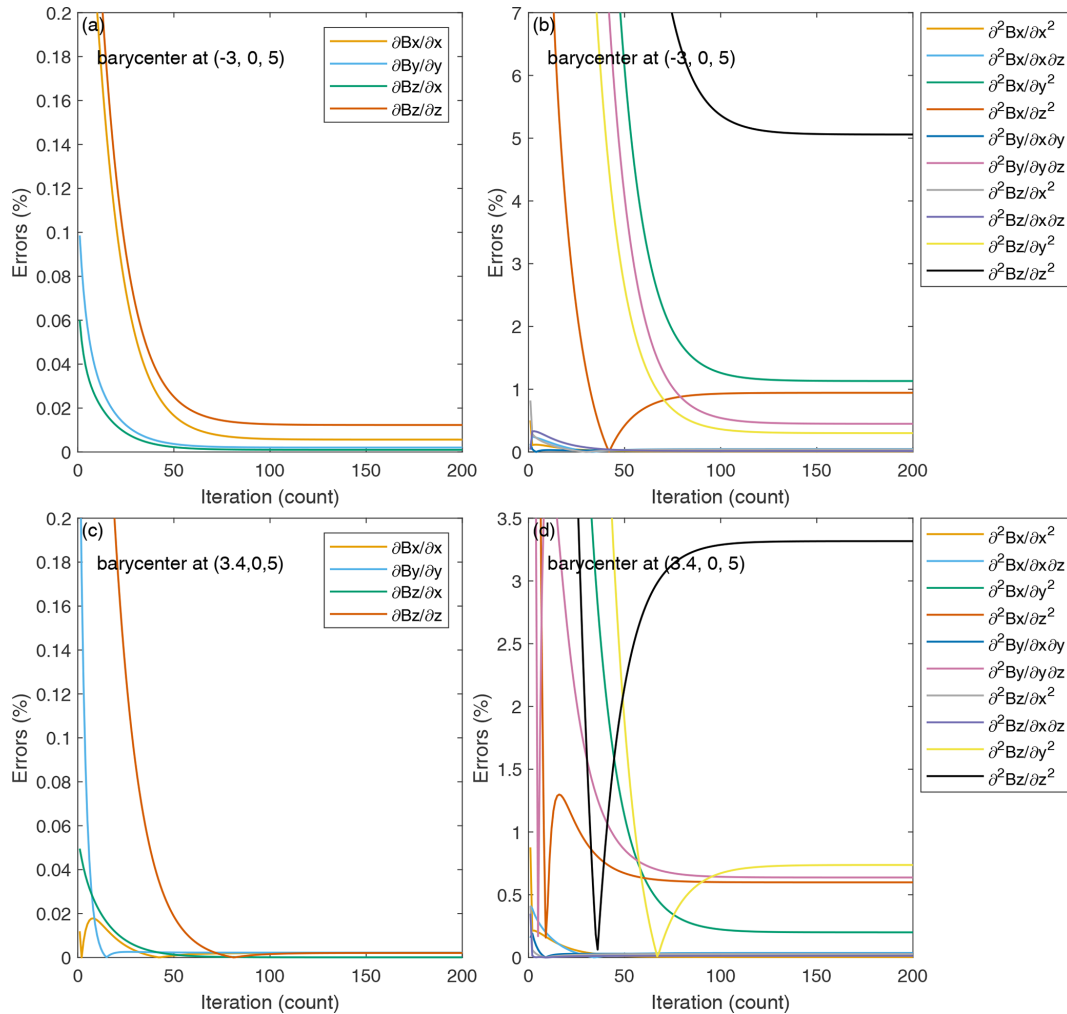 (a)
barycenter at (-3, 0, 5)
∂Bx/∂x
∂By/∂y
∂Bz/∂x
∂Bz/∂z
0.2
0.18
0.16
0.14
0.12
0.1
0.08
0.06
0.04
0.02
0
Errors (%)
0 50 100 150 200
Iteration (count)
(b)
barycenter at (-3, 0, 5)
7
6
5
4
3
2
1
0
Errors (%)
0 50 100 150 200
Iteration (count)
∂²Bx/∂x²
∂²Bx/∂x∂z
∂²Bx/∂y²
∂²Bx/∂z²
∂²By/∂x∂y
∂²By/∂y∂z
∂²Bz/∂x²
∂²Bz/∂x∂z
∂²Bz/∂y²
∂²Bz/∂z²
(c)
barycenter at (3.4,0,5)
∂Bx/∂x
∂By/∂y
∂Bz/∂x
∂Bz/∂z
0.2
0.18
0.16
0.14
0.12
0.1
0.08
0.06
0.04
0.02
0
Errors (%)
0 50 100 150 200
Iteration (count)
(d)
barycenter at (3.4, 0, 5)
3.5
3
2.5
2
1.5
1
0.5
0
Errors (%)
0 50 100 150 200
Iteration (count)
∂²Bx/∂x²
∂²Bx/∂x∂z
∂²Bx/∂y²
∂²Bx/∂z²
∂²By/∂x∂y
∂²By/∂y∂z
∂²Bz/∂x²
∂²Bz/∂x∂z
∂²Bz/∂y²
∂²Bz/∂z²